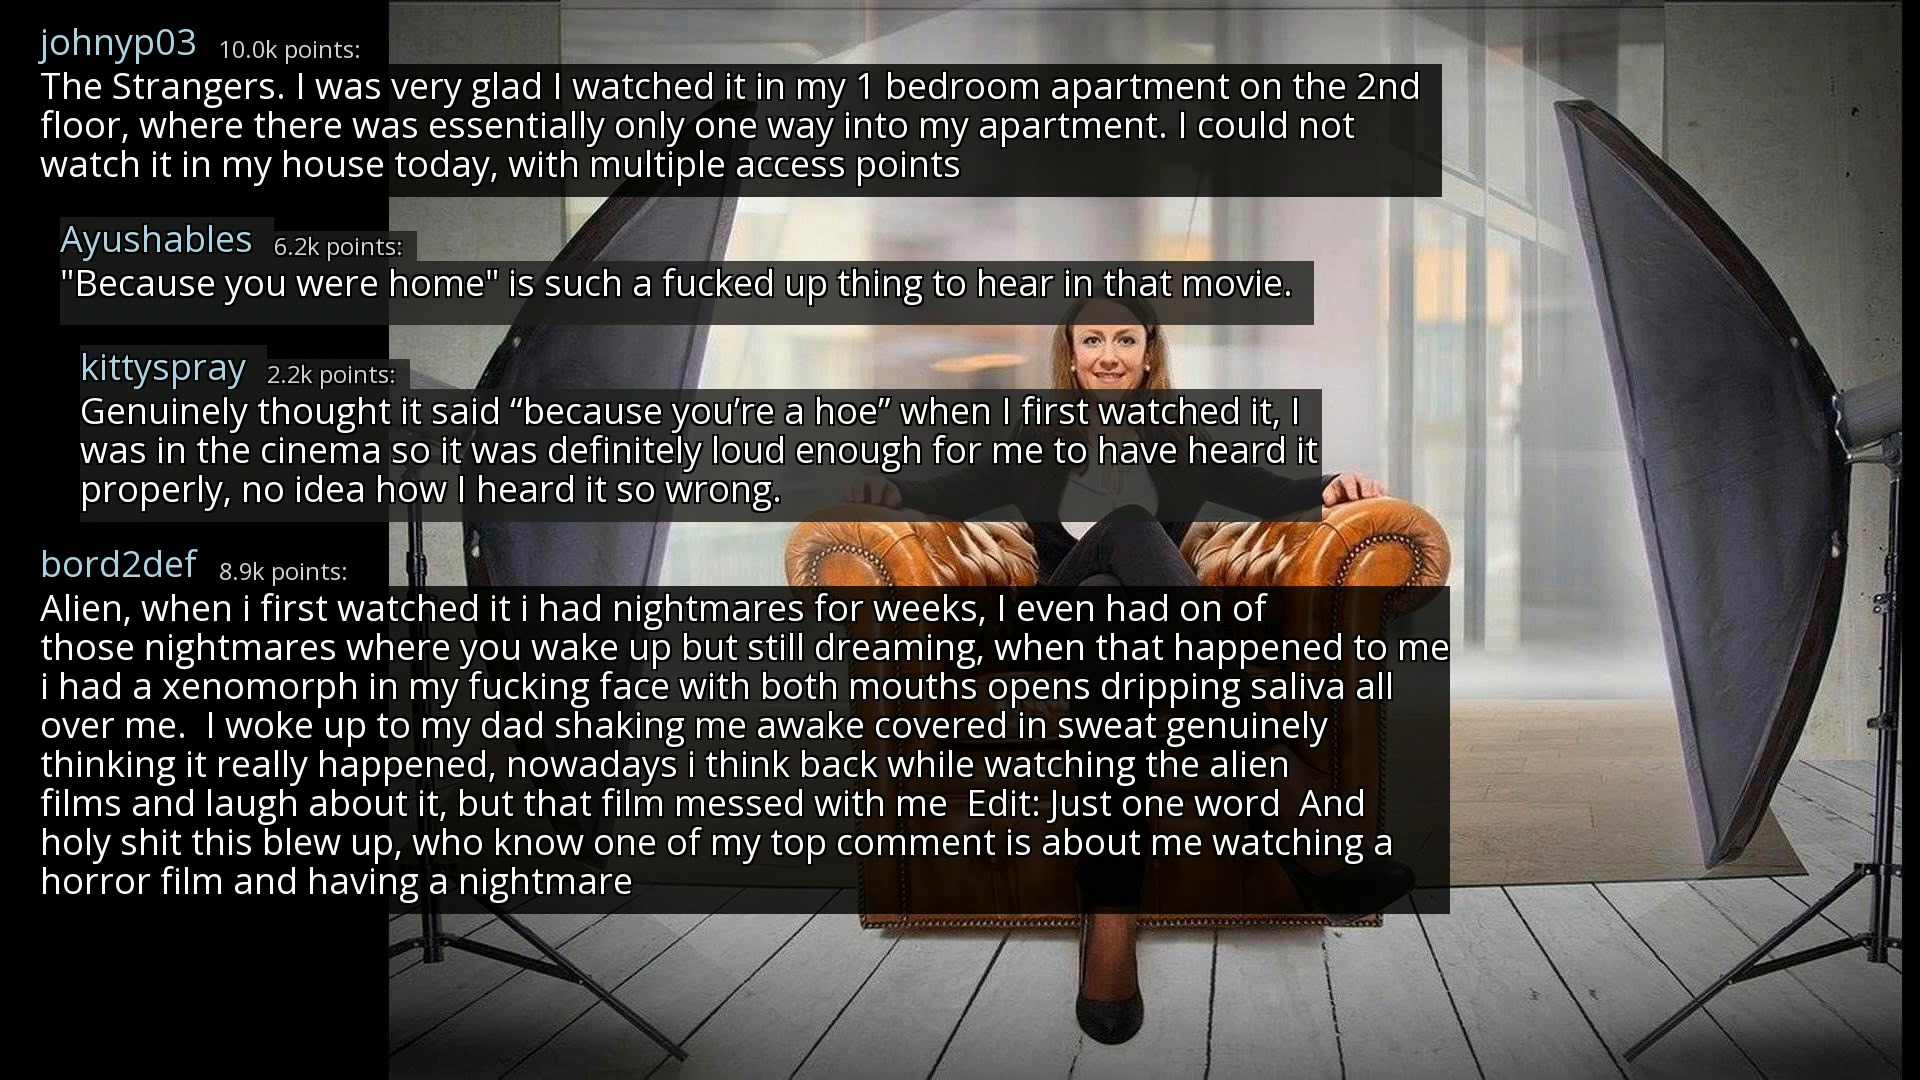 johnyp03 10.0k points:
The Strangers. I was very glad I watched it in my 1 bedroom apartment on the 2nd
floor, where there was essentially only one way into my apartment. I could not
watch it in my house today, with multiple access points
Ayushables 6.2k points:
"Because you were home" is such a fucked up thing to hear in that movie.
kittyspray 2.2k points:
Genuinely thought it said “because you’re a hoe” when I first watched it, I
was in the cinema so it was definitely loud enough for me to have heard it
properly, no idea how I heard it so wrong.
bord2def 8.9k points:
Alien, when i first watched it i had nightmares for weeks, I even had on of
those nightmares where you wake up but still dreaming, when that happened to me
i had a xenomorph in my fucking face with both mouths opens dripping saliva all
over me.  I woke up to my dad shaking me awake covered in sweat genuinely
thinking it really happened, nowadays i think back while watching the alien
films and laugh about it, but that film messed with me  Edit: Just one word  And
holy shit this blew up, who know one of my top comment is about me watching a
horror film and having a nightmare